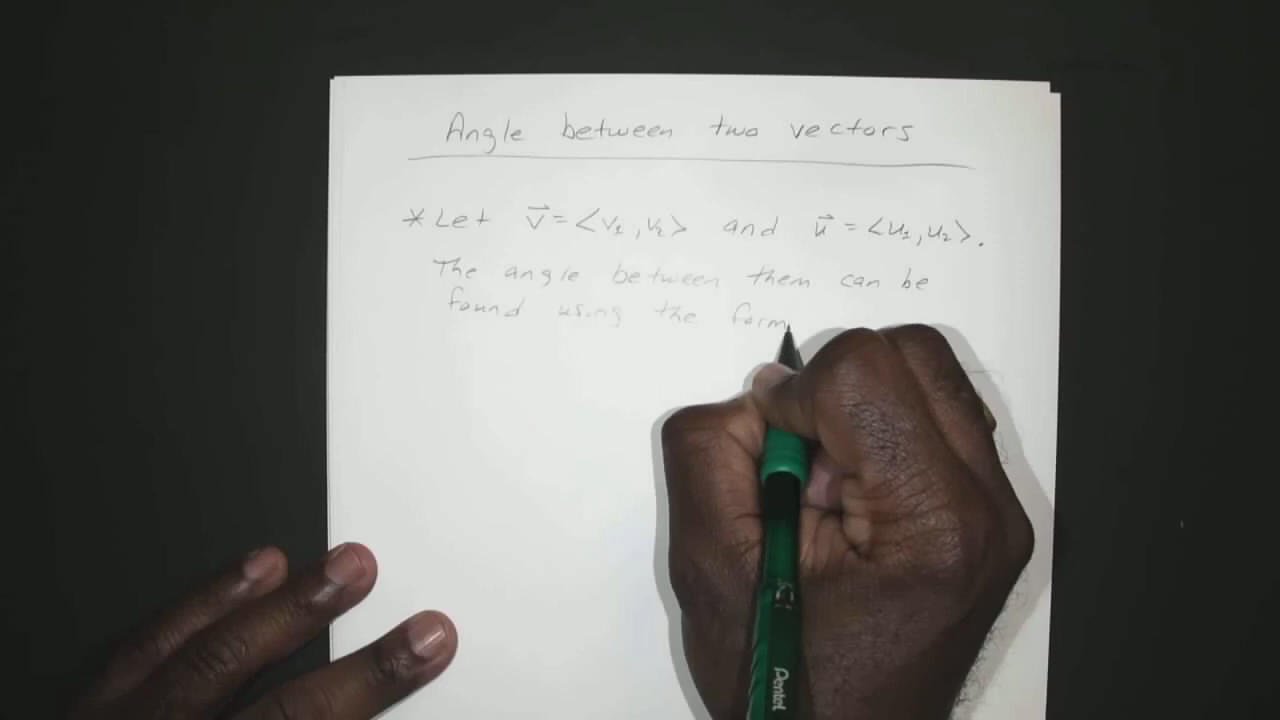 Angle between two vectors
* Let v⃗ = <v₁, v₂> and u⃗ = <u₁, u₂>.
The angle between them can be
found using the form
Pentel